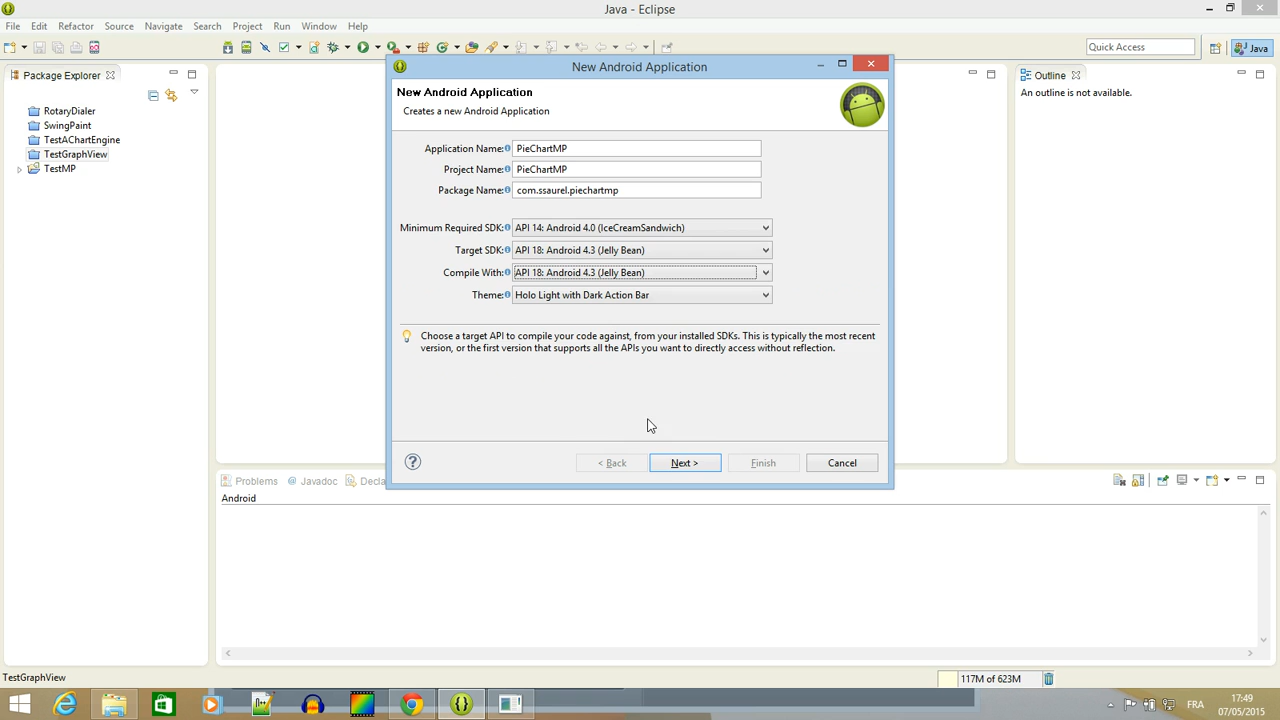 Java - Eclipse
File Edit Refactor Source Navigate Search Project Run Window Help
Quick Access
Java
Package Explorer
RotaryDialer
SwingPaint
TestAChartEngine
TestGraphView
TestMP
New Android Application
New Android Application
Creates a new Android Application
Application Name: PieChartMP
Project Name: PieChartMP
Package Name: com.ssaurel.piechartmp
Minimum Required SDK: API 14: Android 4.0 (IceCreamSandwich)
Target SDK: API 18: Android 4.3 (Jelly Bean)
Compile With: API 18: Android 4.3 (Jelly Bean)
Theme: Holo Light with Dark Action Bar
Choose a target API to compile your code against, from your installed SDKs. This is typically the most recent
version, or the first version that supports all the APIs you want to directly access without reflection.
< Back Next > Finish Cancel
Outline
An outline is not available.
Problems Javadoc Decla
Android
TestGraphView
117M of 623M
FRA
17:49
07/05/2015